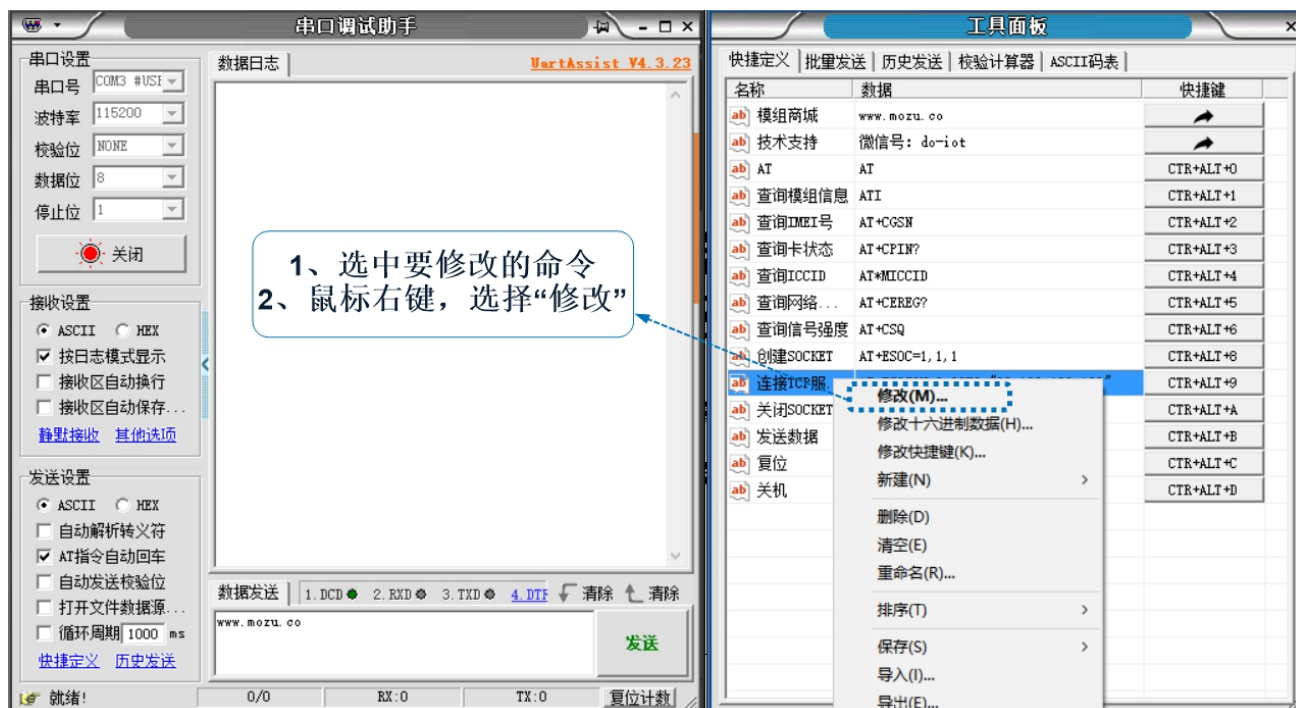 串口调试助手
串口设置
串口号 COM3 #USI
波特率 115200
校验位 NONE
数据位 8
停止位 1
关闭
接收设置
ASCII HEX
按日志模式显示
接收区自动换行
接收区自动保存...
静默接收 其他选项
发送设置
ASCII HEX
自动解析转义符
AT指令自动回车
自动发送校验位
打开文件数据源...
循环周期 1000 ms
快捷定义 历史发送
就绪!
数据日志 UartAssist V4.3.23
1、选中要修改的命令
2、鼠标右键，选择“修改”
数据发送 1.DCD 2.RXD 3.TXD 4.DTF 清除 清除
www.mozu.co
发送
0/0 RX:0 TX:0 复位计数
工具面板
快捷定义 批量发送 历史发送 校验计算器 ASCII码表
名称 数据 快捷键
模组商城 www.mozu.co
技术支持 微信号: do-iot
AT AT CTR+ALT+0
查询模组信息 ATI CTR+ALT+1
查询IMEI号 AT+CGSN CTR+ALT+2
查询卡状态 AT+CPIN? CTR+ALT+3
查询ICCID AT*MICCID CTR+ALT+4
查询网络... AT+CEREG? CTR+ALT+5
查询信号强度 AT+CSQ CTR+ALT+6
创建SOCKET AT+ESOC=1,1,1 CTR+ALT+8
连接TCP服 CTR+ALT+9
关闭SOCKET CTR+ALT+A
发送数据 CTR+ALT+B
复位 CTR+ALT+C
关机 CTR+ALT+D
修改(M)...
修改十六进制数据(H)...
修改快捷键(K)...
新建(N)
删除(D)
清空(E)
重命名(R)...
排序(T)
保存(S)
导入(I)...
导出(E)...